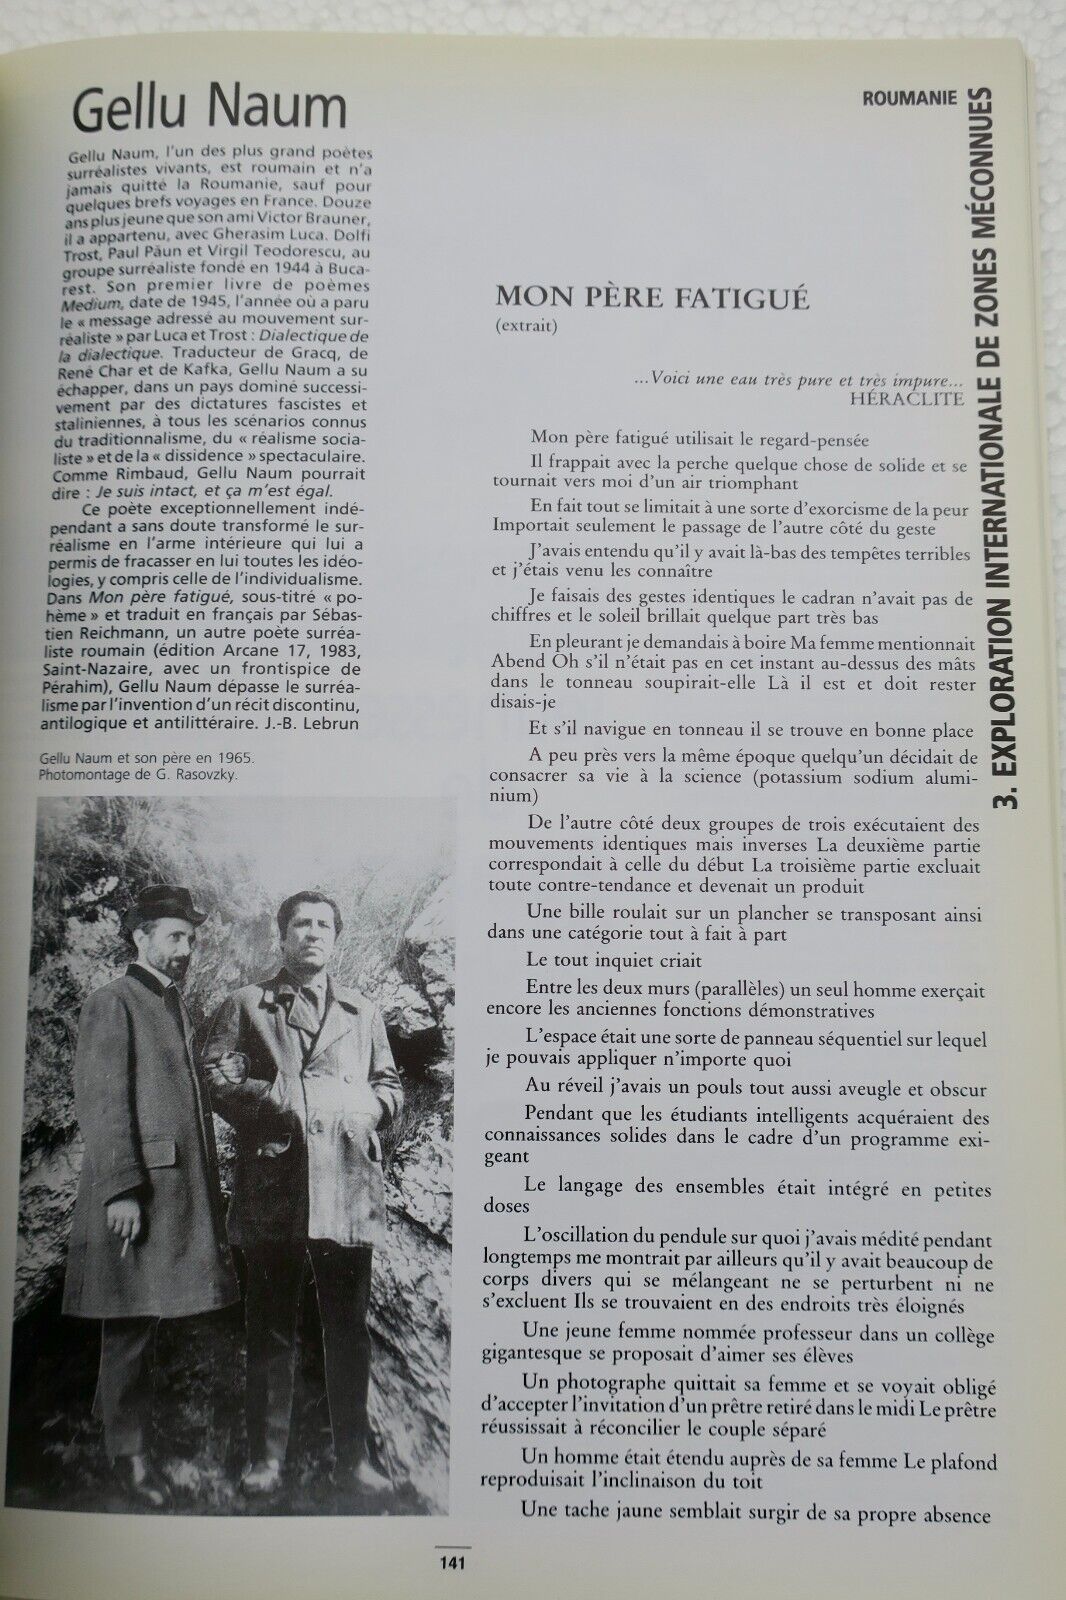 Gellu Naum
Gellu Naum, l'un des plus grand poètes
surréalistes vivants, est roumain et n'a
jamais quitté la Roumanie, sauf pour
quelques brefs voyages en France. Douze
ans plus jeune que son ami Victor Brauner,
il a appartenu, avec Gherasim Luca. Dolfi
Trost, Paul Păun et Virgil Teodorescu, au
groupe surréaliste fondé en 1944 à Buca-
rest. Son premier livre de poèmes
Medium, date de 1945, l'année où a paru
le « message adressé au mouvement sur-
réaliste » par Luca et Trost : Dialectique de
la dialectique. Traducteur de Gracq, de
René Char et de Kafka, Gellu Naum a su
échapper, dans un pays dominé successi-
vement par des dictatures fascistes et
staliniennes, à tous les scénarios connus
du traditionnalisme, du « réalisme socia-
liste » et de la « dissidence » spectaculaire.
Comme Rimbaud, Gellu Naum pourrait
dire : Je suis intact, et ça m'est égal.
Ce poète exceptionnellement indé-
pendant a sans doute transformé le sur-
réalisme en l'arme intérieure qui lui a
permis de fracasser en lui toutes les idéo-
logies, y compris celle de l'individualisme.
Dans Mon père fatigué, sous-titré « po-
hème » et traduit en français par Sébas-
tien Reichmann, un autre poète surréa-
liste roumain (édition Arcane 17, 1983,
Saint-Nazaire, avec un frontispice de
Pérahim), Gellu Naum dépasse le surréa-
lisme par l'invention d'un récit discontinu,
antilogique et antilittéraire. J.-B. Lebrun
Gellu Naum et son père en 1965.
Photomontage de G. Rasovzky.
ROUMANIE
3. EXPLORATION INTERNATIONALE DE ZONES MÉCONNUES
MON PÈRE FATIGUÉ
(extrait)
...Voici une eau très pure et très impure...
HÉRACLITE
Mon père fatigué utilisait le regard-pensée
Il frappait avec la perche quelque chose de solide et se
tournait vers moi d'un air triomphant
En fait tout se limitait à une sorte d'exorcisme de la peur
Importait seulement le passage de l'autre côté du geste
J'avais entendu qu'il y avait là-bas des tempêtes terribles
et j'étais venu les connaître
Je faisais des gestes identiques le cadran n'avait pas de
chiffres et le soleil brillait quelque part très bas
En pleurant je demandais à boire Ma femme mentionnait
Abend Oh s'il n'était pas en cet instant au-dessus des mâts
dans le tonneau soupirait-elle Là il est et doit rester
disais-je
Et s'il navigue en tonneau il se trouve en bonne place
A peu près vers la même époque quelqu'un décidait de
consacrer sa vie à la science (potassium sodium alumi-
nium)
De l'autre côté deux groupes de trois exécutaient des
mouvements identiques mais inverses La deuxième partie
correspondait à celle du début La troisième partie excluait
toute contre-tendance et devenait un produit
Une bille roulait sur un plancher se transposant ainsi
dans une catégorie tout à fait à part
Le tout inquiet criait
Entre les deux murs (parallèles) un seul homme exerçait
encore les anciennes fonctions démonstratives
L'espace était une sorte de panneau séquentiel sur lequel
je pouvais appliquer n'importe quoi
Au réveil j'avais un pouls tout aussi aveugle et obscur
Pendant que les étudiants intelligents acquéraient des
connaissances solides dans le cadre d'un programme exi-
geant
Le langage des ensembles était intégré en petites
doses
L'oscillation du pendule sur quoi j'avais médité pendant
longtemps me montrait par ailleurs qu'il y avait beaucoup de
corps divers qui se mélangeant ne se perturbent ni ne
s'excluent Ils se trouvaient en des endroits très éloignés
Une jeune femme nommée professeur dans un collège
gigantesque se proposait d'aimer ses élèves
Un photographe quittait sa femme et se voyait obligé
d'accepter l'invitation d'un prêtre retiré dans le midi Le prêtre
réussissait à réconcilier le couple séparé
Un homme était étendu auprès de sa femme Le plafond
reproduisait l'inclinaison du toit
Une tache jaune semblait surgir de sa propre absence
141